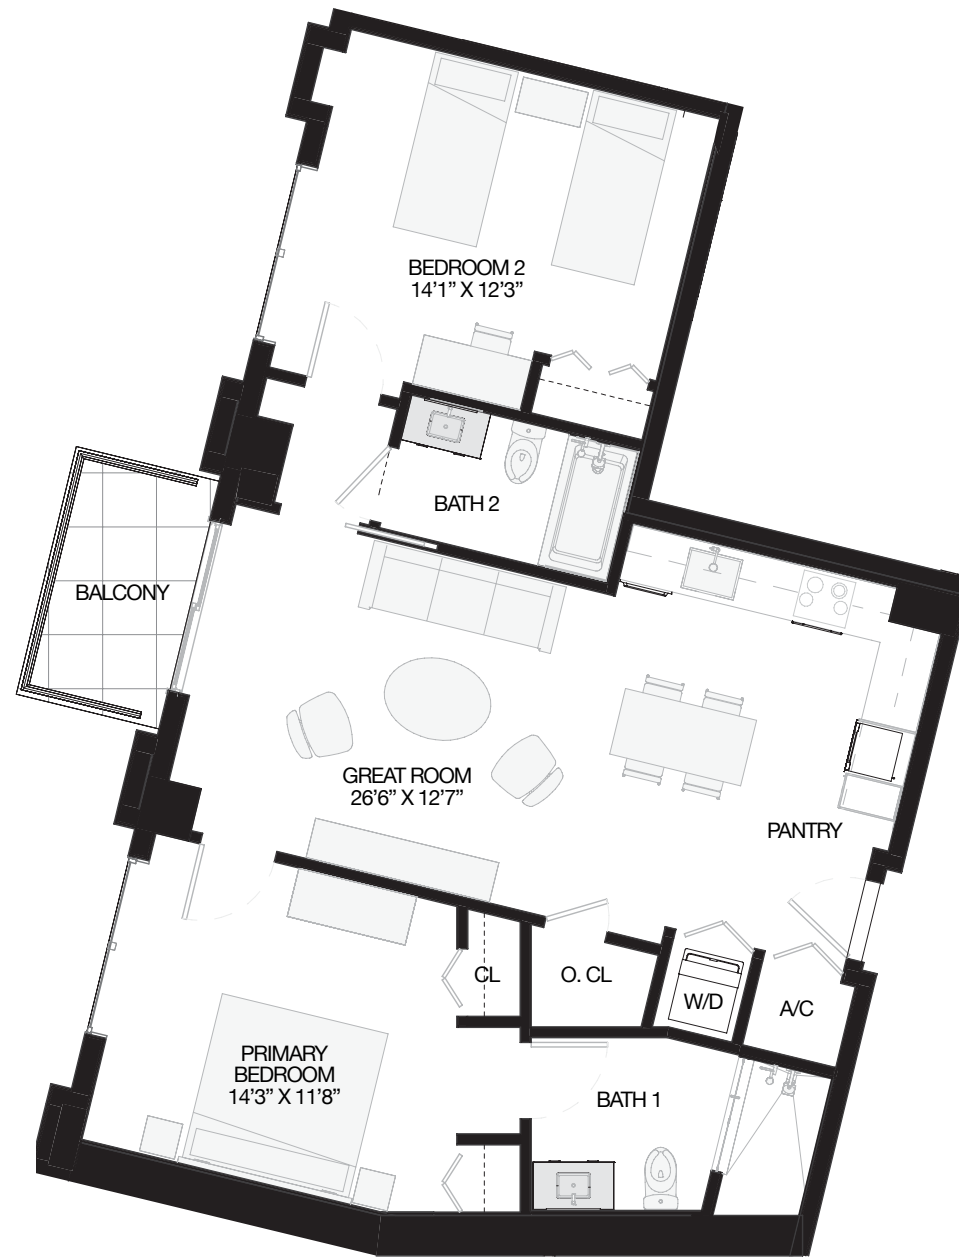 BEDROOM 2
14’1” X 12’3”
BATH 2
BALCONY
GREAT ROOM
26’6” X 12’7”
PANTRY
CL
O. CL
W/D
A/C
PRIMARY
BEDROOM
14’3” X 11’8”
BATH 1